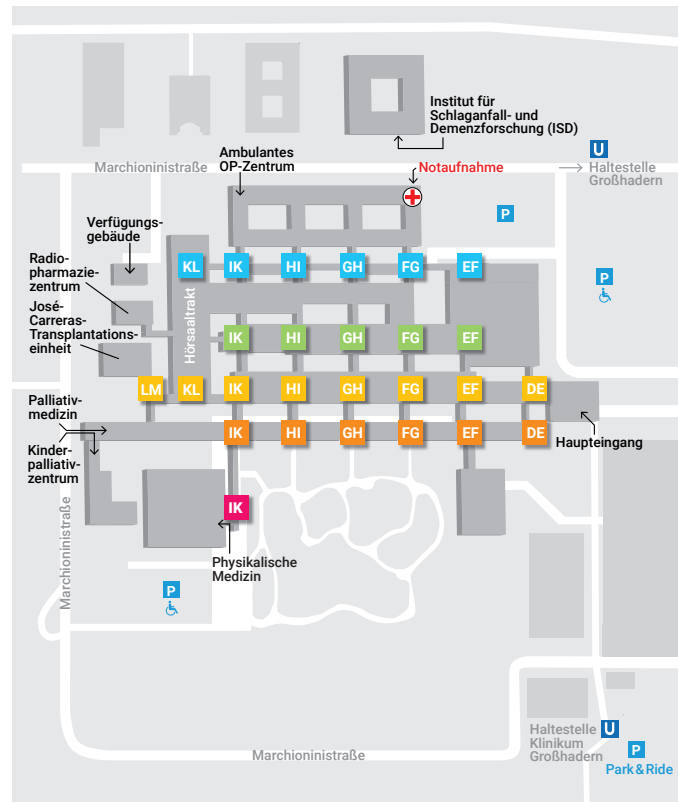 Institut für
Schlaganfall- und
Demenzforschung (ISD)
U
Marchioninistraße
Ambulantes
OP-Zentrum
Notaufnahme
Haltestelle
Großhadern
P
Verfügungs-
gebäude
Radio-
pharmazie-
zentrum
José-
Carreras-
Transplantations-
einheit
Hörsaaltrakt
P
KL IK HI GH FG EF
IK HI GH FG EF
LM KL IK HI GH FG EF DE
Palliativ-
medizin
Kinder-
palliativ-
zentrum
IK HI GH FG EF DE
Haupteingang
Marchioninistraße
IK
Physikalische
Medizin
P
Haltestelle
Klinikum
Großhadern
U
P
Park & Ride
Marchioninistraße